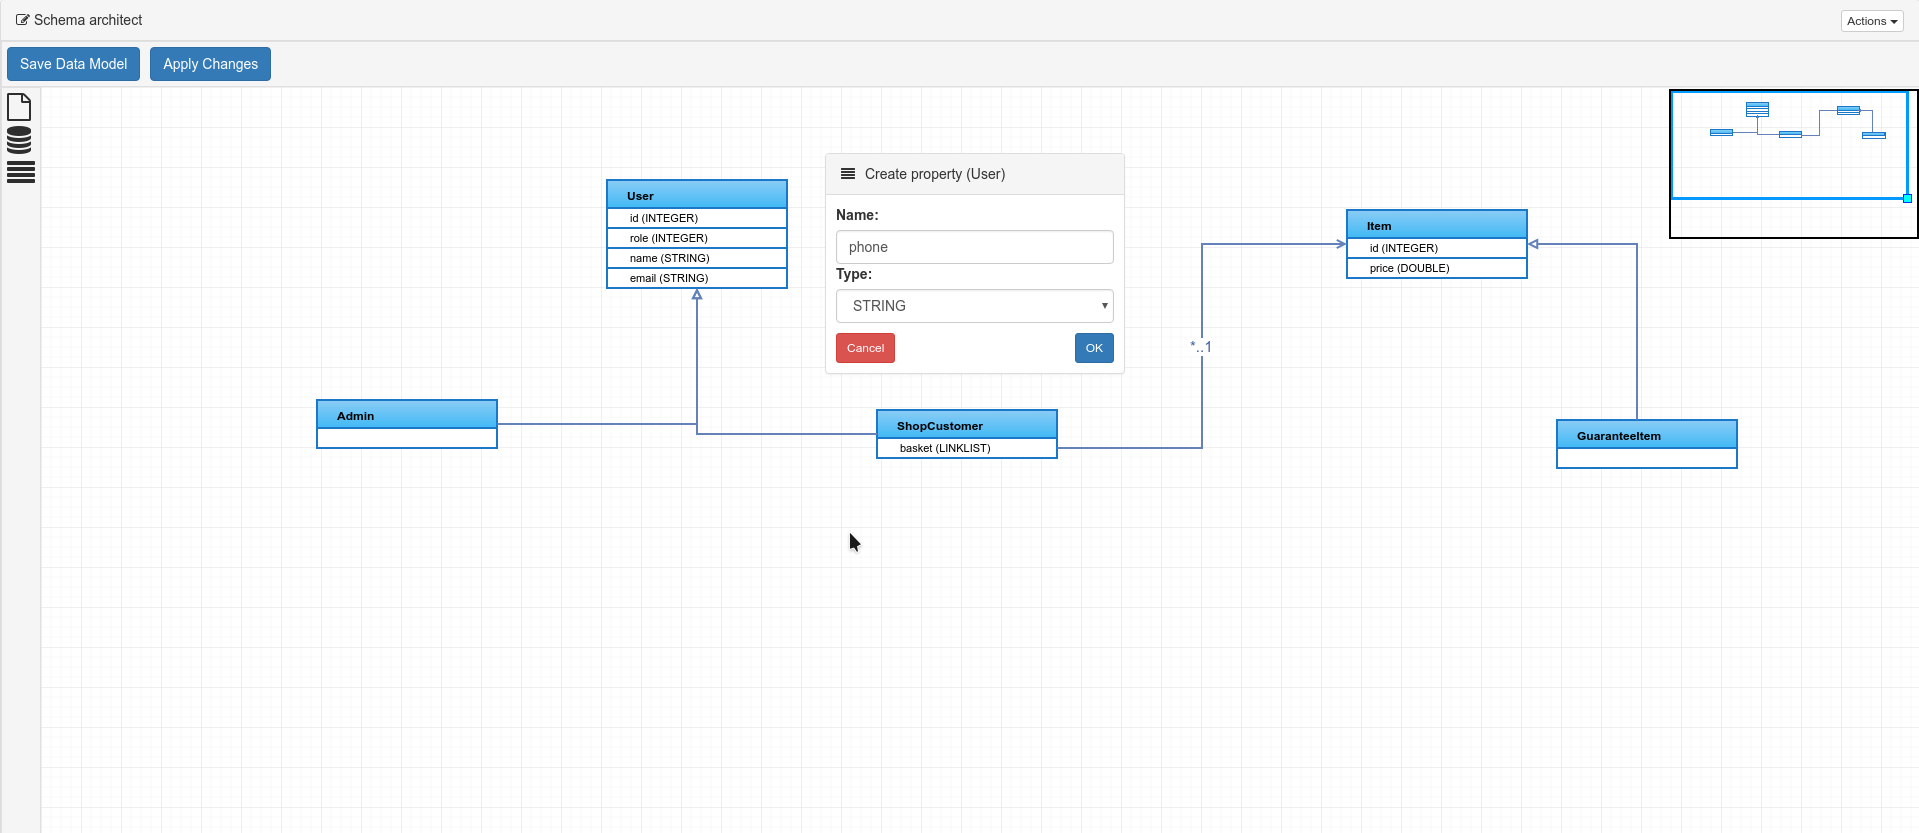 Schema architect
Actions
Save Data Model
Apply Changes
User
id (INTEGER)
role (INTEGER)
name (STRING)
email (STRING)
Create property (User)
Name:
phone
Type:
STRING
Cancel
OK
Item
id (INTEGER)
price (DOUBLE)
*..1
Admin
ShopCustomer
basket (LINKLIST)
GuaranteeItem